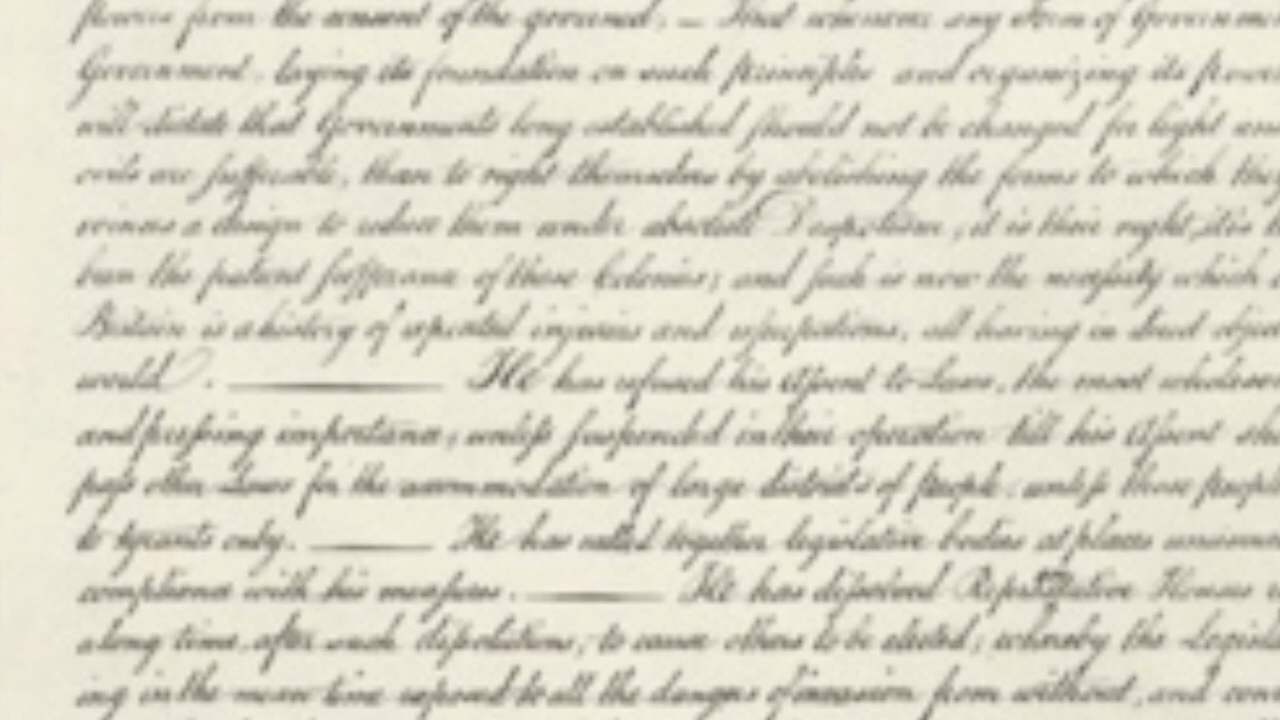 powers from the consent of the governed. — That whenever any Form of Governme
Government, laying its foundation on such principles and organizing its powers
will dictate that Governments long established should not be changed for light and
evils are sufferable, than to right themselves by abolishing the forms to which they
evinces a design to reduce them under absolute Despotism, it is their right, it is t
been the patient sufferance of these Colonies; and such is now the necessity which
Britain is a history of repeated injuries and usurpations, all having in direct objec
world. — He has refused his Assent to Laws, the most wholesom
and pressing importance, unless suspended in their operation till his Assent sho
pass other Laws for the accommodation of large districts of people, unless those people
to tyrants only. — He has called together legislative bodies at places unusua
compliance with his measures. — He has dissolved Representative Houses
a long time, after such dissolutions, to cause others to be elected; whereby the Legisla
ing in the mean time exposed to all the dangers of invasion from without, and conv